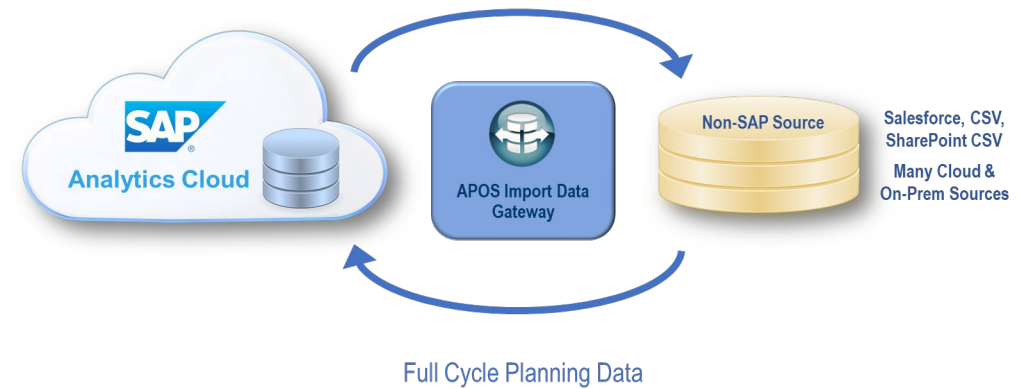 SAP®
Analytics Cloud
APOS Import Data
Gateway
Non-SAP Source
Salesforce, CSV,
SharePoint CSV
Many Cloud &
On-Prem Sources
Full Cycle Planning Data